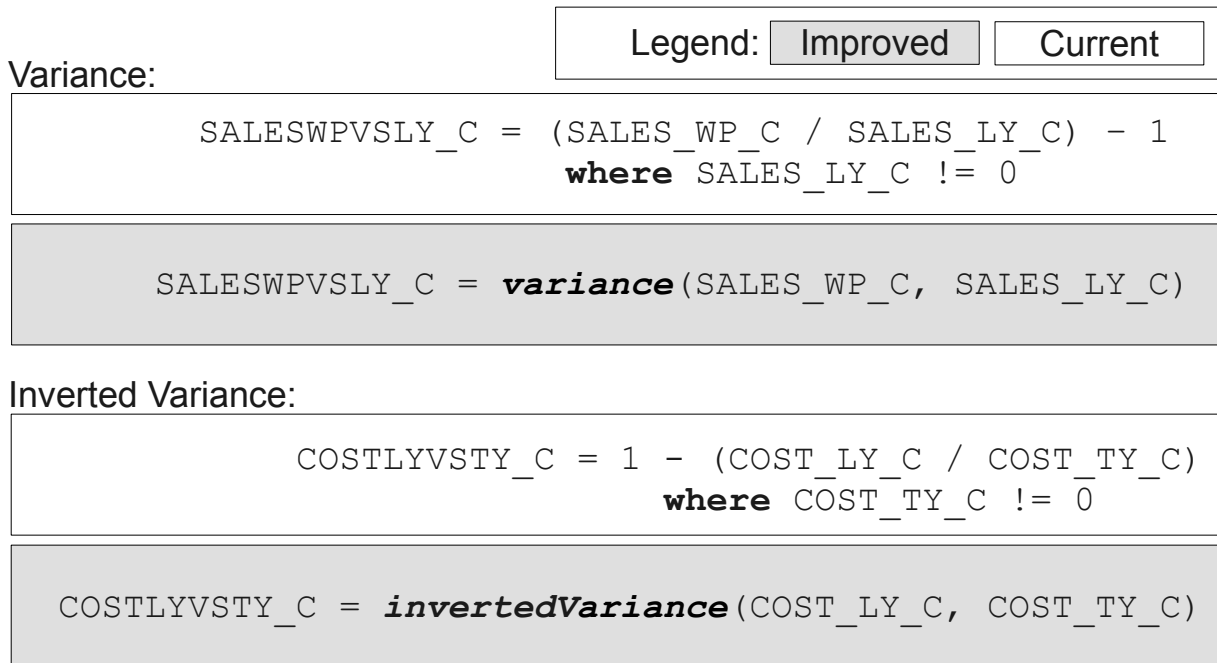 Legend: Improved Current
Variance:
SALESWPVSLY_C = (SALES_WP_C / SALES_LY_C) – 1
where SALES_LY_C != 0
SALESWPVSLY_C = variance(SALES_WP_C, SALES_LY_C)
Inverted Variance:
COSTLYVSTY_C = 1 - (COST_LY_C / COST_TY_C)
where COST_TY_C != 0
COSTLYVSTY_C = invertedVariance(COST_LY_C, COST_TY_C)